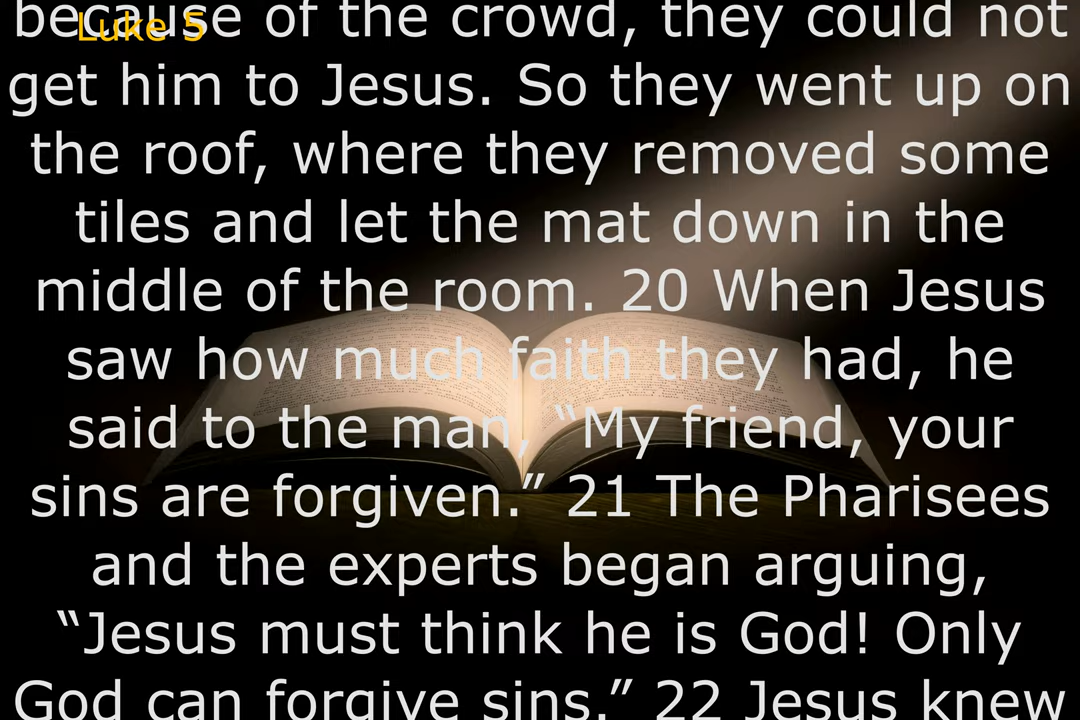 Luke 5
because of the crowd, they could not
get him to Jesus. So they went up on
the roof, where they removed some
tiles and let the mat down in the
middle of the room. 20 When Jesus
saw how much faith they had, he
said to the man, “My friend, your
sins are forgiven.” 21 The Pharisees
and the experts began arguing,
“Jesus must think he is God! Only
God can forgive sins.” 22 Jesus knew